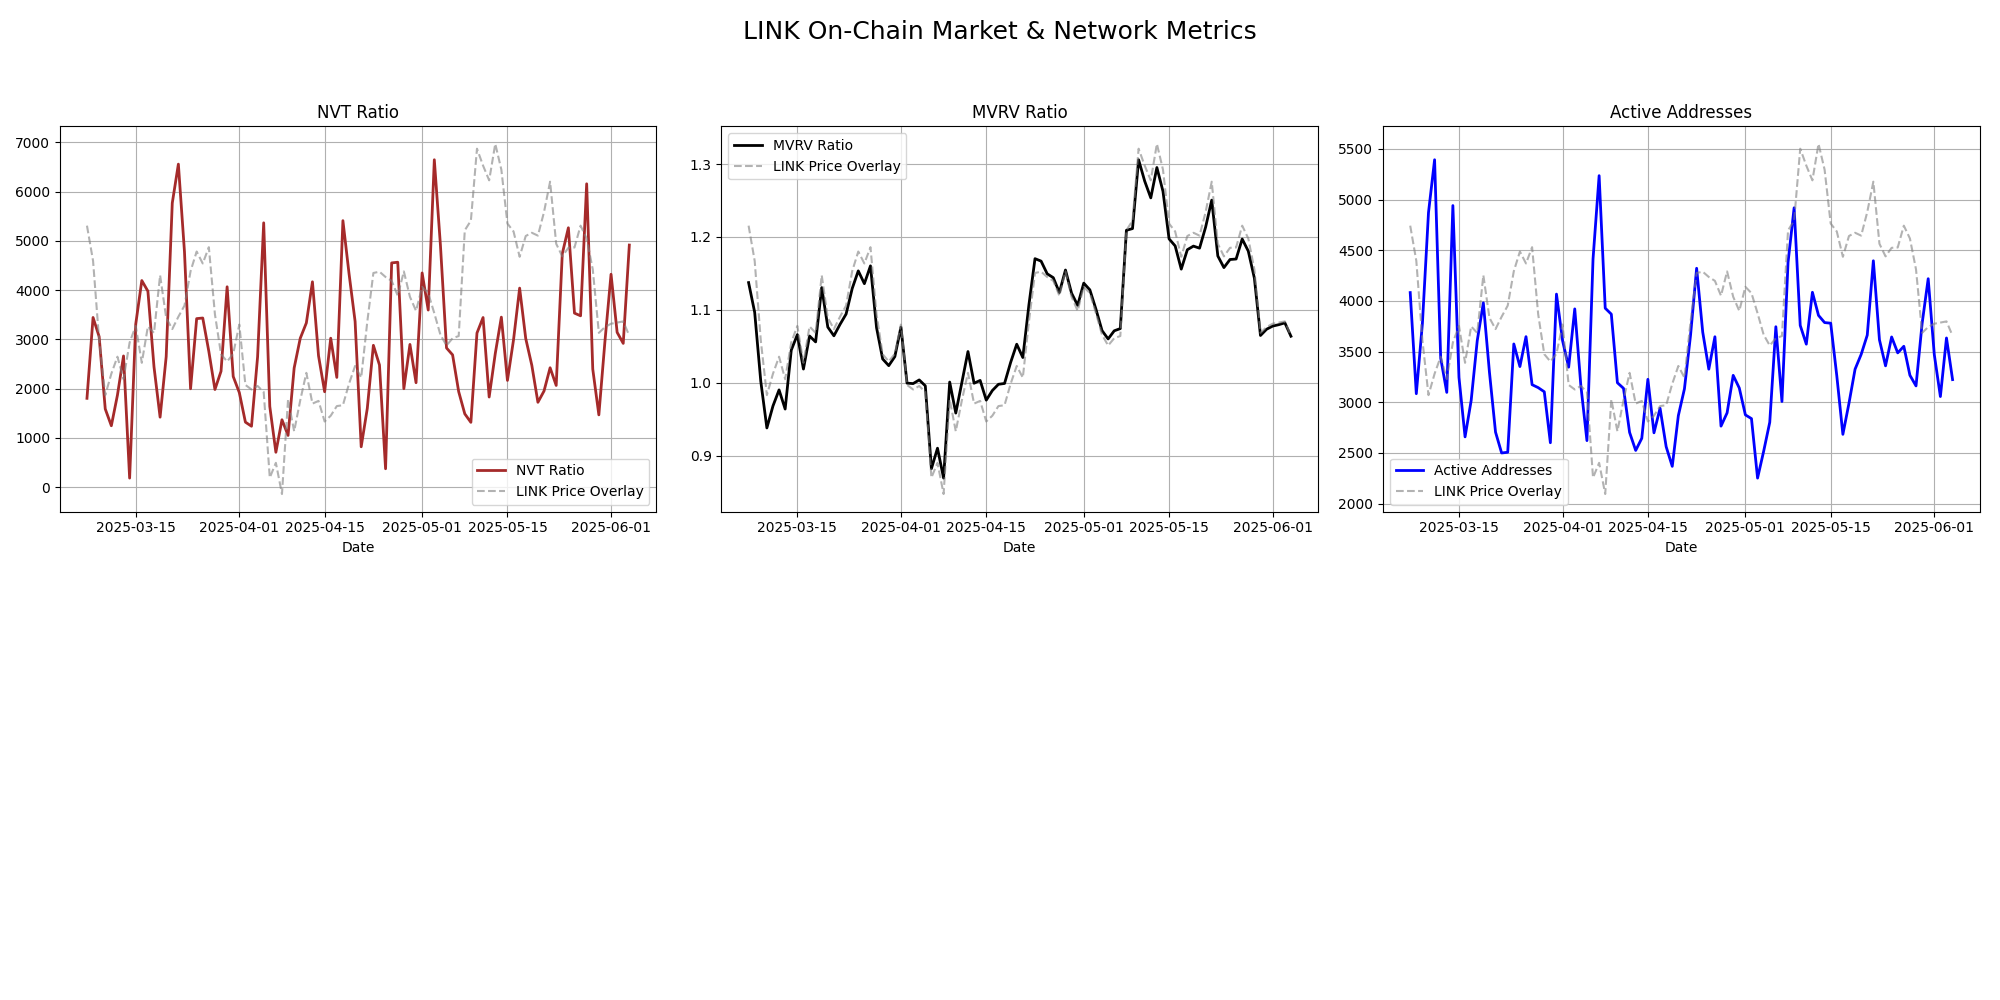 LINK On-Chain Market & Network Metrics
NVT Ratio
7000
6000
5000
4000
3000
2000
1000
0
NVT Ratio
LINK Price Overlay
2025-03-15 2025-04-01 2025-04-15 2025-05-01 2025-05-15 2025-06-01
Date
MVRV Ratio
MVRV Ratio
LINK Price Overlay
1.3
1.2
1.1
1.0
0.9
2025-03-15 2025-04-01 2025-04-15 2025-05-01 2025-05-15 2025-06-01
Date
Active Addresses
5500
5000
4500
4000
3500
3000
2500
2000
Active Addresses
LINK Price Overlay
2025-03-15 2025-04-01 2025-04-15 2025-05-01 2025-05-15 2025-06-01
Date